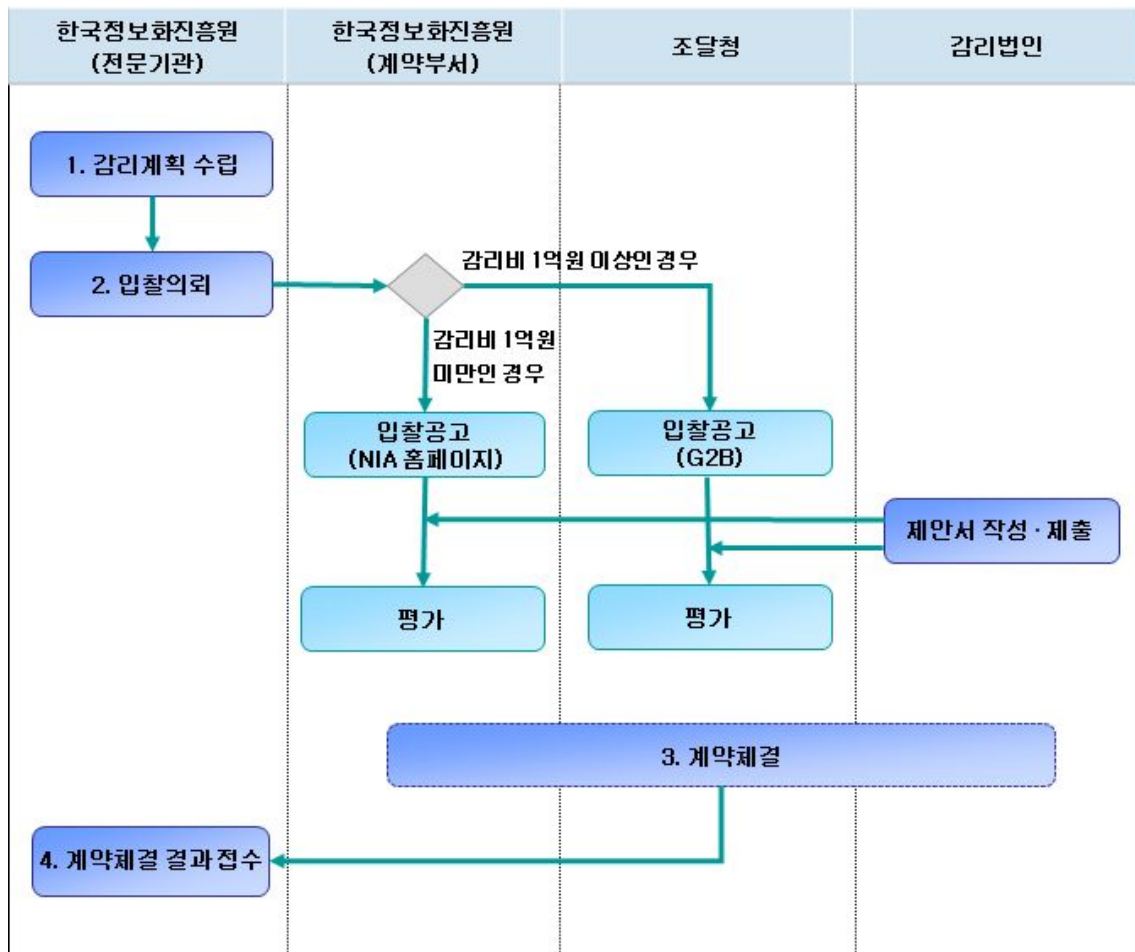 한국정보화진흥원
(전문기관)
한국정보화진흥원
(계약부서)
조달청
감리법인
1. 감리계획 수립
2. 입찰의뢰
감리비 1억원 이상인 경우
감리비 1억원
미만인 경우
입찰공고
(NIA 홈페이지)
입찰공고
(G2B)
제안서 작성 · 제출
평가
평가
3. 계약체결
4. 계약체결 결과 접수